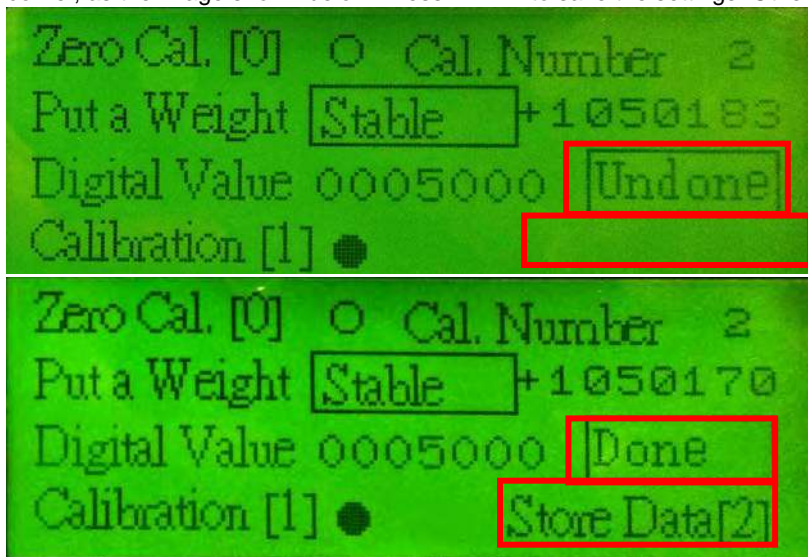 Zero Cal. [0] O Cal. Number 2
Put a Weight Stable +1050183
Digital Value 0005000 Undone
Calibration [1] ●
Zero Cal. [0] O Cal. Number 2
Put a Weight Stable +1050170
Digital Value 0005000 Done
Calibration [1] ● Store Data[2]